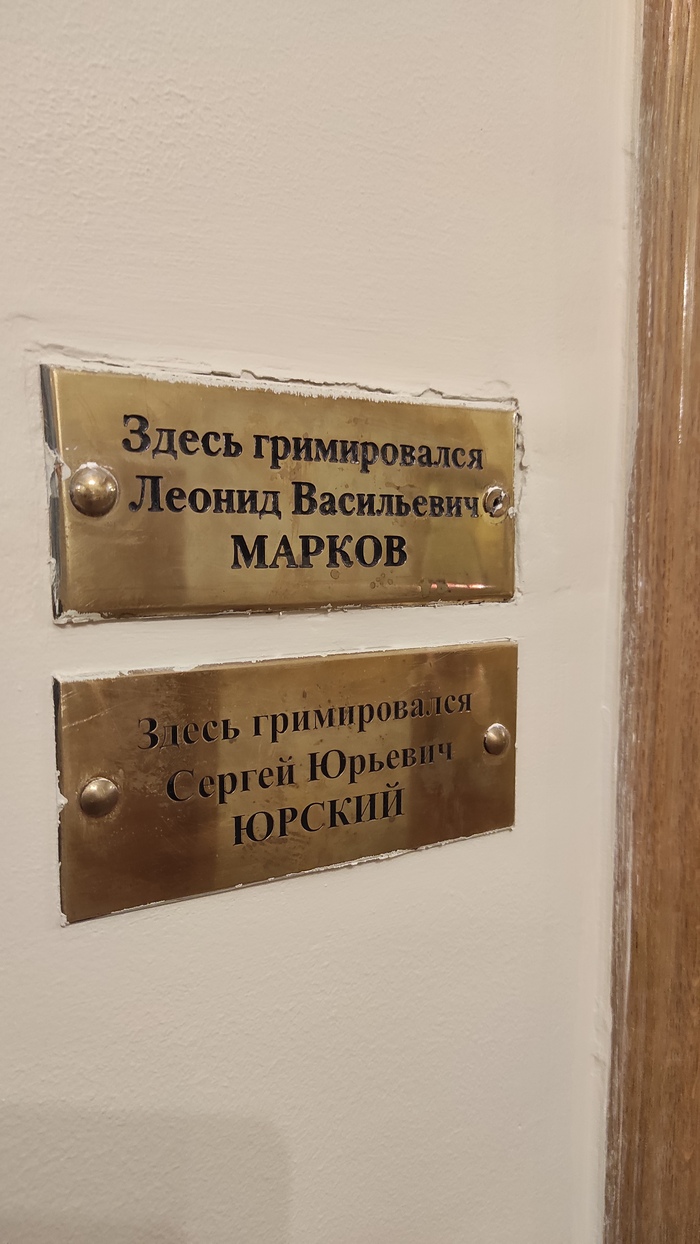 Здесь гримировался
Леонид Васильевич
МАРКОВ
Здесь гримировался
Сергей Юрьевич
ЮРСКИЙ